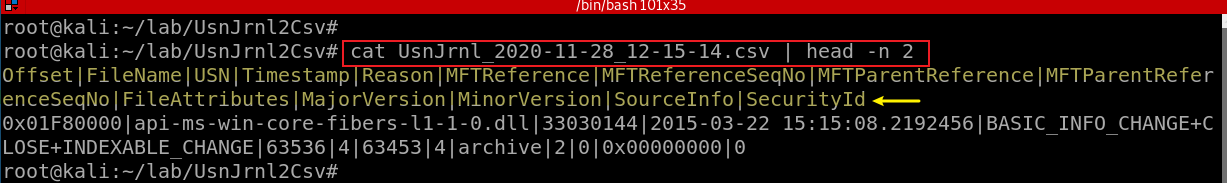 /bin/bash 101x35
root@kali:~/lab/UsnJrnl2Csv#
root@kali:~/lab/UsnJrnl2Csv# cat UsnJrnl_2020-11-28_12-15-14.csv | head -n 2
Offset|FileName|USN|Timestamp|Reason|MFTReference|MFTReferenceSeqNo|MFTParentReference|MFTParentRefer
enceSeqNo|FileAttributes|MajorVersion|MinorVersion|SourceInfo|SecurityId
0x01F80000|api-ms-win-core-fibers-l1-1-0.dll|33030144|2015-03-22 15:15:08.2192456|BASIC_INFO_CHANGE+C
LOSE+INDEXABLE_CHANGE|63536|4|63453|4|archive|2|0|0x00000000|0
root@kali:~/lab/UsnJrnl2Csv#